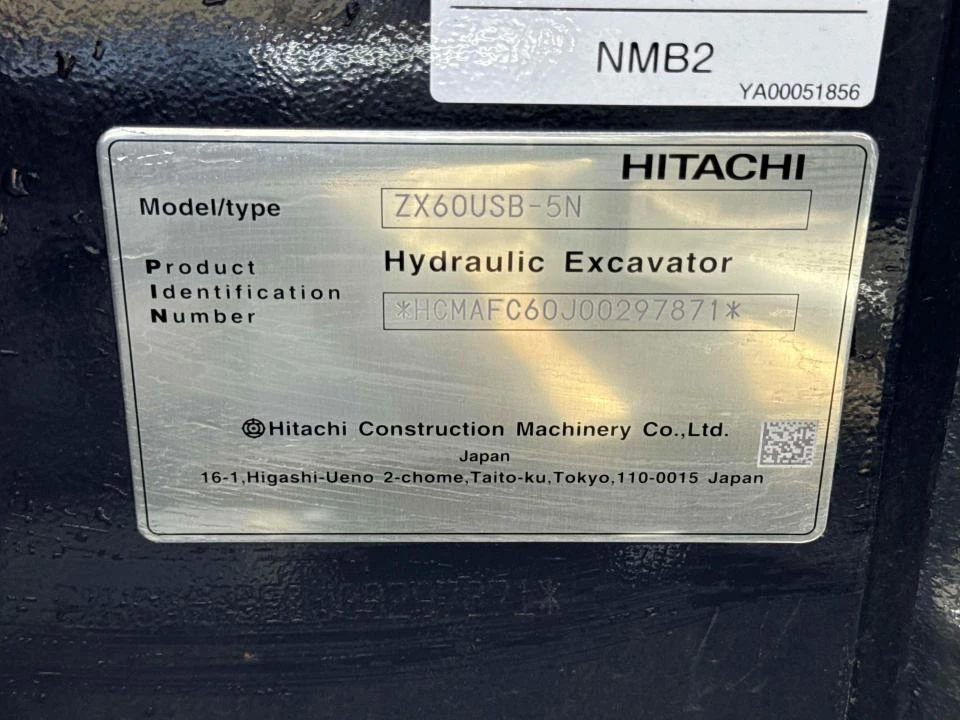 NMB2
YA00051856
HITACHI
Model/type ZX60USB-5N
Hydraulic Excavator
Product
Identification
Number *HCMAFC60J00297871*
Hitachi Construction Machinery Co.,Ltd.
Japan
16-1,Higashi-Ueno 2-chome,Taito-ku,Tokyo,110-0015 Japan